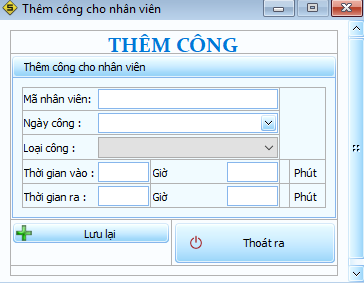 Thêm công cho nhân viên
THÊM CÔNG
Thêm công cho nhân viên
Mã nhân viên:
Ngày công :
Loại công :
Thời gian vào : Giờ Phút
Thời gian ra : Giờ Phút
Lưu lại
Thoát ra